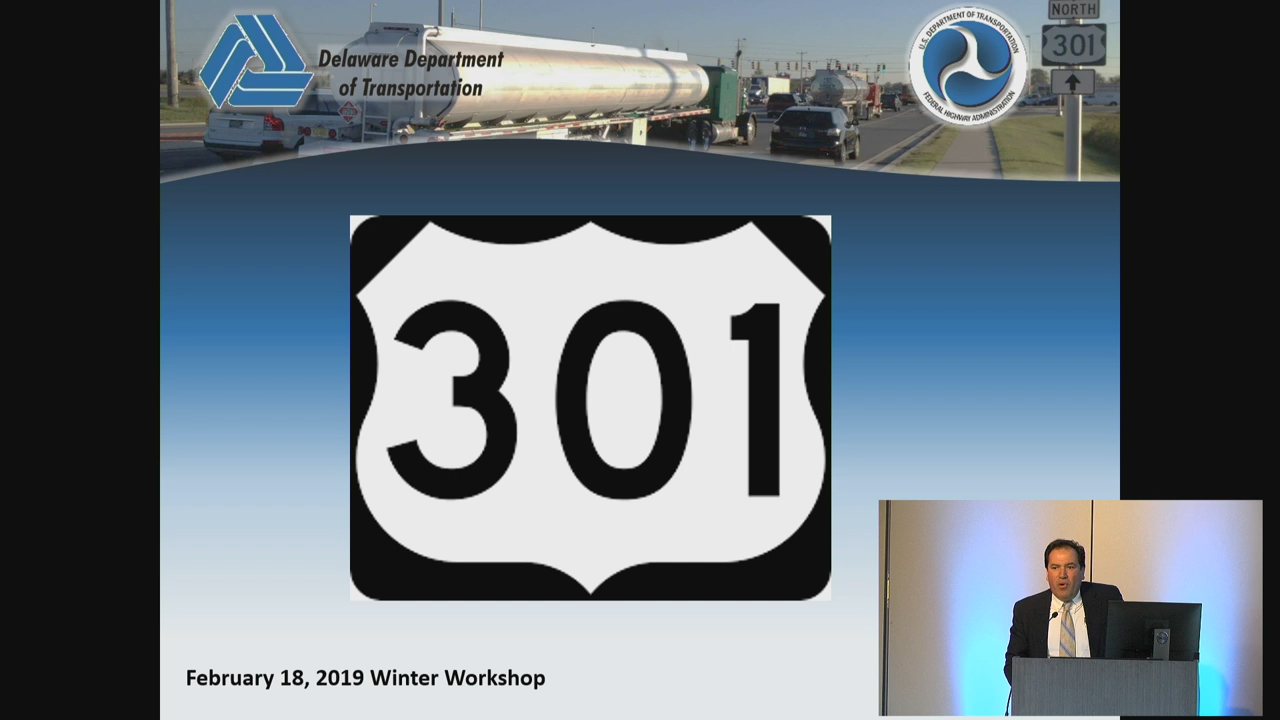 Delaware Department
of Transportation
U.S. DEPARTMENT OF TRANSPORTATION
FEDERAL HIGHWAY ADMINISTRATION
NORTH
301
301
February 18, 2019 Winter Workshop